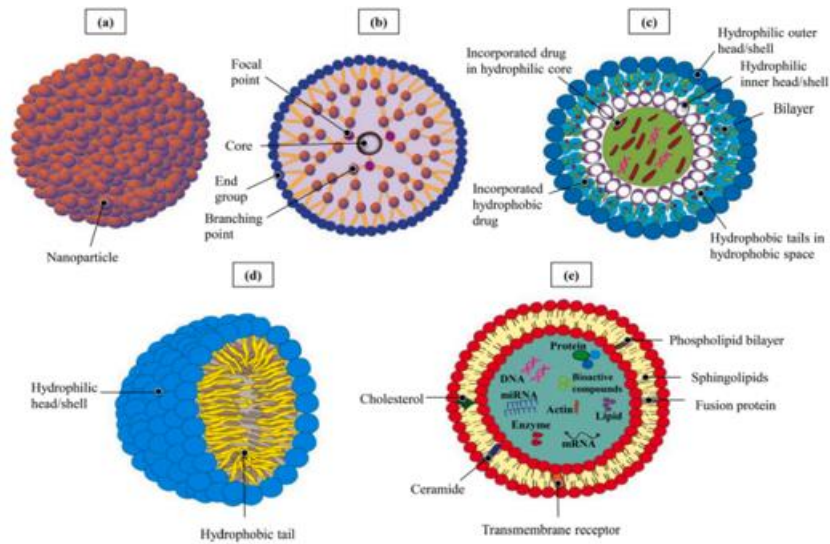 (a)
Nanoparticle
(b)
Focal
point
Core
End
group
Branching
point
(c)
Incorporated drug
in hydrophilic core
Hydrophilic outer
head/shell
Hydrophilic
inner head/shell
Bilayer
Incorporated
hydrophobic
drug
Hydrophobic tails in
hydrophobic space
(d)
Hydrophilic
head/shell
Hydrophobic tail
(e)
Protein
DNA
Bioactive
compounds
miRNA
Actin
Lipid
Enzyme
mRNA
Cholesterol
Ceramide
Phospholipid bilayer
Sphingolipids
Fusion protein
Transmembrane receptor